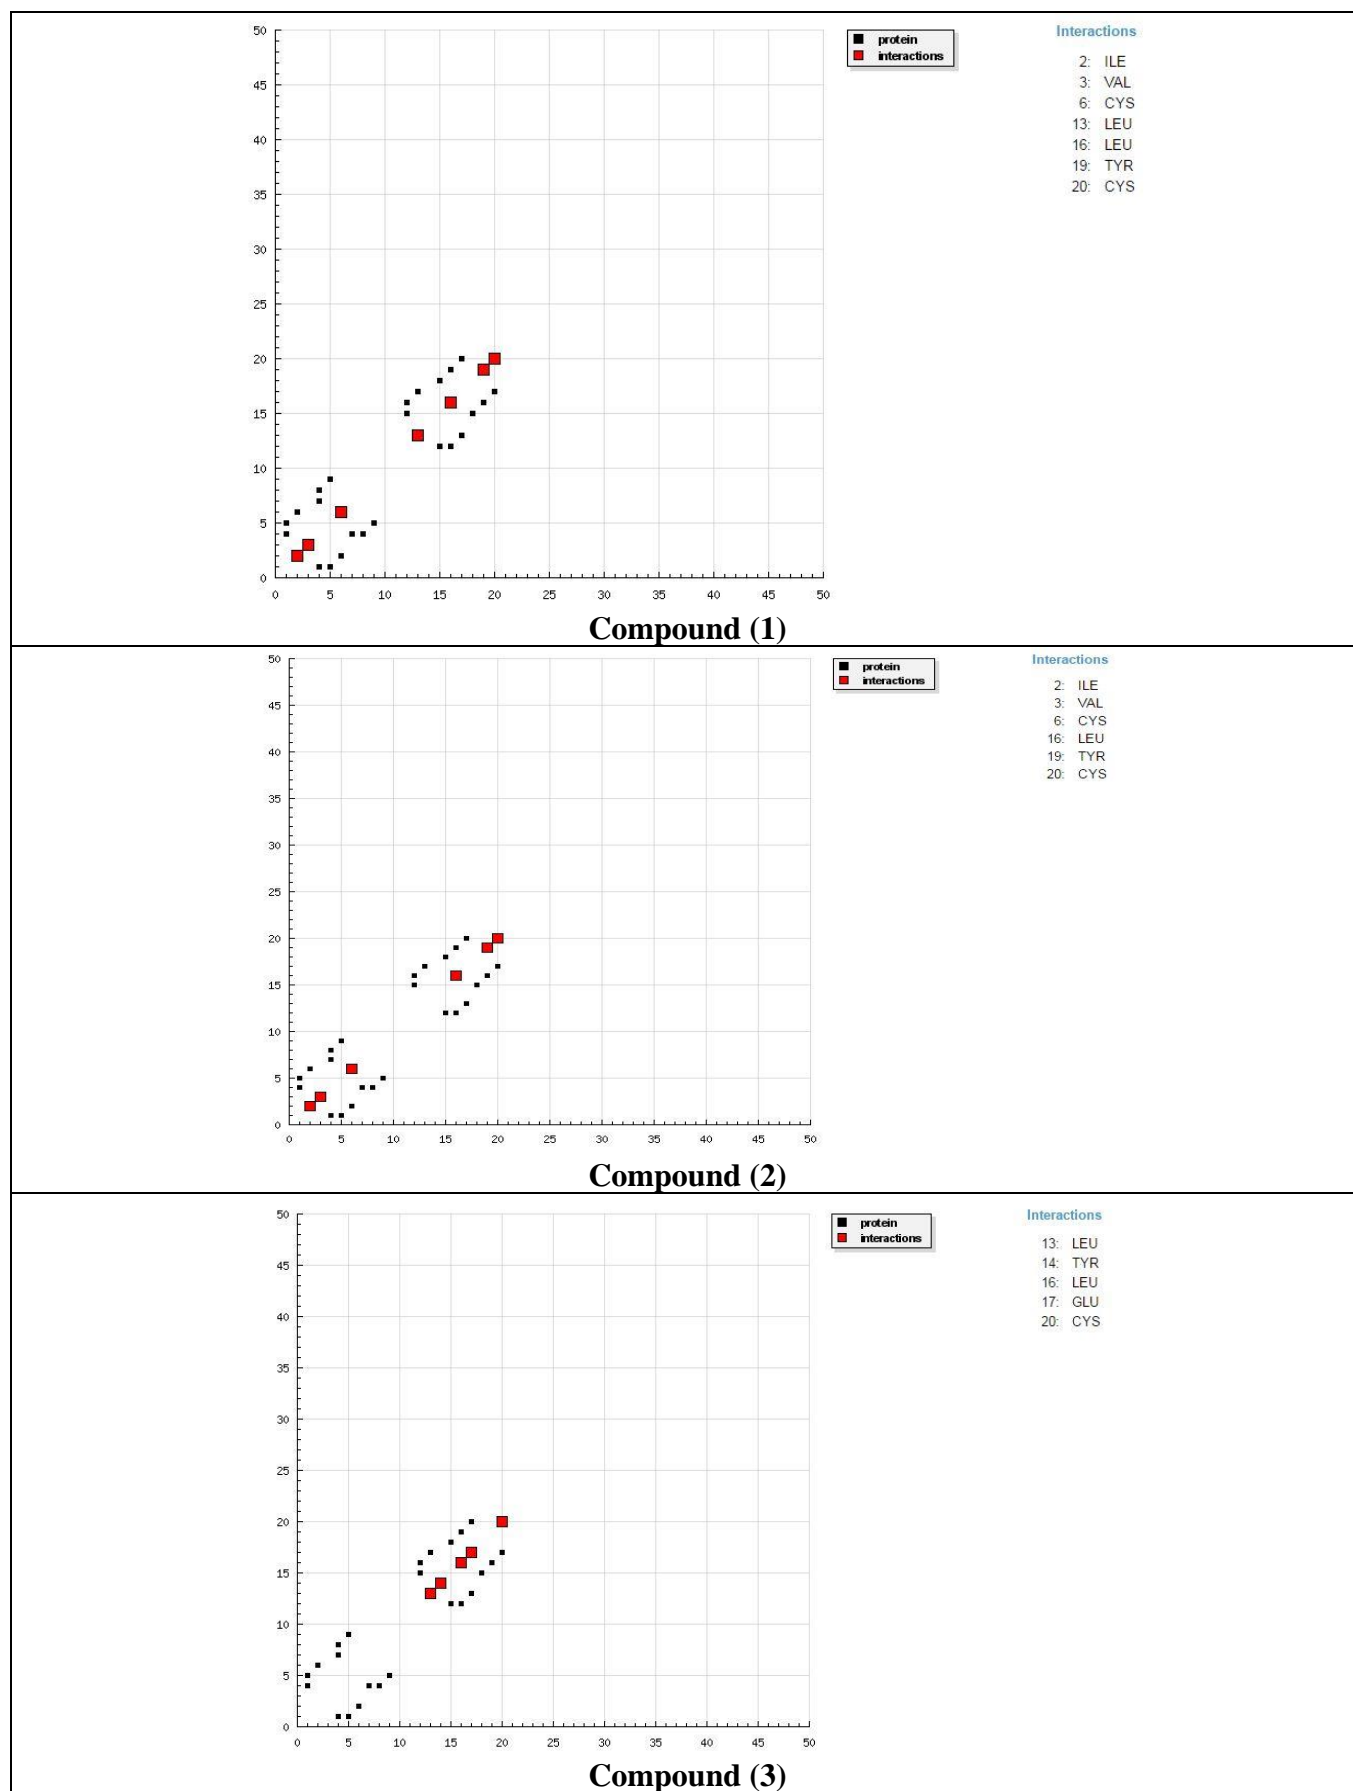 50
45
40
35
30
25
20
15
10
5
0
0 5 10 15 20 25 30 35 40 45 50
protein
interactions
Interactions
2: ILE
3: VAL
6: CYS
13: LEU
16: LEU
19: TYR
20: CYS
Compound (1)
50
45
40
35
30
25
20
15
10
5
0
0 5 10 15 20 25 30 35 40 45 50
protein
interactions
Interactions
2: ILE
3: VAL
6: CYS
16: LEU
19: TYR
20: CYS
Compound (2)
50
45
40
35
30
25
20
15
10
5
0
0 5 10 15 20 25 30 35 40 45 50
protein
interactions
Interactions
13: LEU
14: TYR
16: LEU
17: GLU
20: CYS
Compound (3)